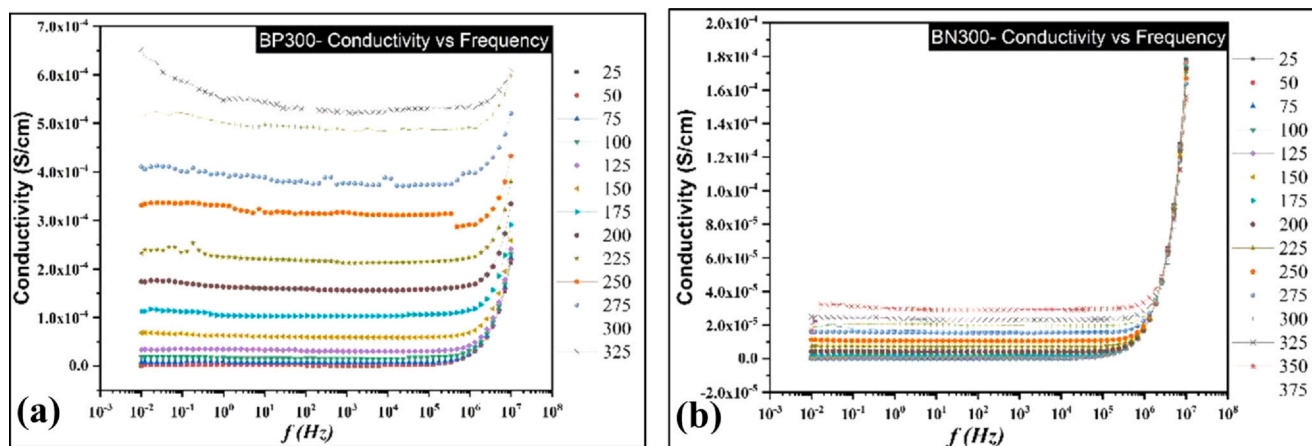 BP300- Conductivity vs Frequency
Conductivity (S/cm)
7.0x10⁻⁴
6.0x10⁻⁴
5.0x10⁻⁴
4.0x10⁻⁴
3.0x10⁻⁴
2.0x10⁻⁴
1.0x10⁻⁴
0.0
10⁻³ 10⁻² 10⁻¹ 10⁰ 10¹ 10² 10³ 10⁴ 10⁵ 10⁶ 10⁷ 10⁸
f (Hz)
25
50
75
100
125
150
175
200
225
250
275
300
325
(a)
BN300- Conductivity vs Frequency
Conductivity (S/cm)
2.0x10⁻⁴
1.8x10⁻⁴
1.6x10⁻⁴
1.4x10⁻⁴
1.2x10⁻⁴
1.0x10⁻⁴
8.0x10⁻⁵
6.0x10⁻⁵
4.0x10⁻⁵
2.0x10⁻⁵
0.0
-2.0x10⁻⁵
10⁻³ 10⁻² 10⁻¹ 10⁰ 10¹ 10² 10³ 10⁴ 10⁵ 10⁶ 10⁷ 10⁸
f (Hz)
25
50
75
100
125
150
175
200
225
250
275
300
325
350
375
(b)